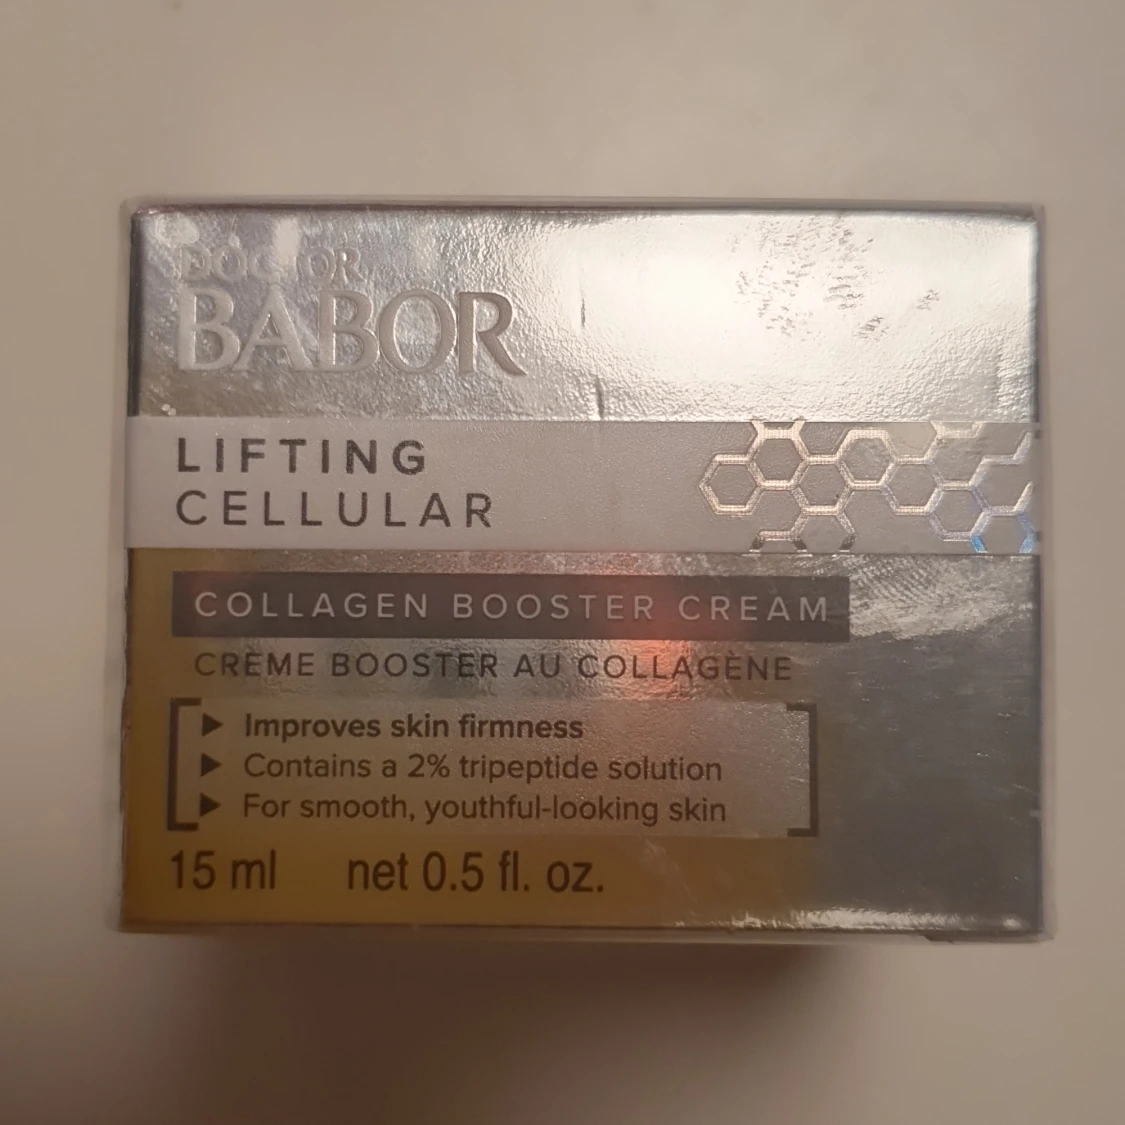 DOCTOR
BABOR
LIFTING
CELLULAR
COLLAGEN BOOSTER CREAM
CRÈME BOOSTER AU COLLAGÈNE
Improves skin firmness
Contains a 2% tripeptide solution
For smooth, youthful-looking skin
15 ml net 0.5 fl. oz.